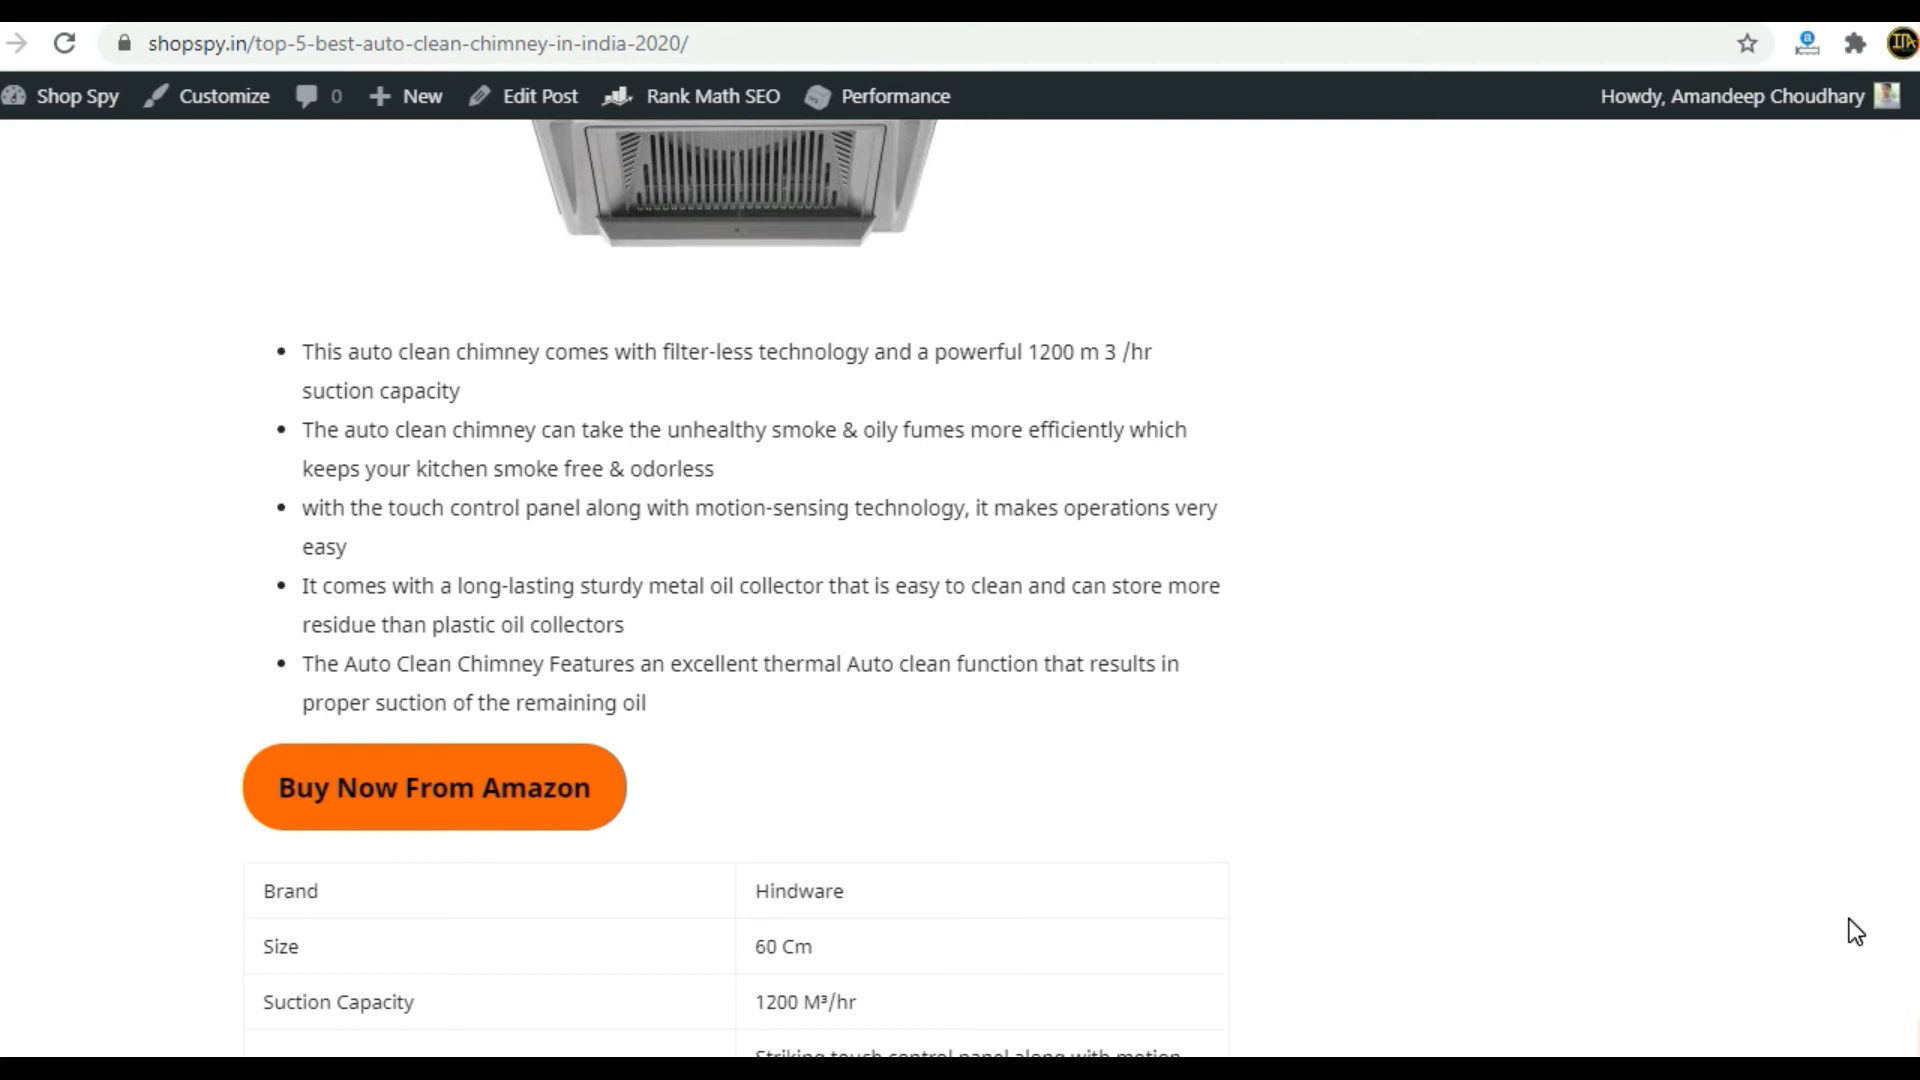 shopspy.in/top-5-best-auto-clean-chimney-in-india-2020/
Shop Spy Customize 0 New Edit Post Rank Math SEO Performance Howdy, Amandeep Choudhary
This auto clean chimney comes with filter-less technology and a powerful 1200 m 3 /hr
suction capacity
The auto clean chimney can take the unhealthy smoke & oily fumes more efficiently which
keeps your kitchen smoke free & odorless
with the touch control panel along with motion-sensing technology, it makes operations very
easy
It comes with a long-lasting sturdy metal oil collector that is easy to clean and can store more
residue than plastic oil collectors
The Auto Clean Chimney Features an excellent thermal Auto clean function that results in
proper suction of the remaining oil
Buy Now From Amazon
Brand Hindware
Size 60 Cm
Suction Capacity 1200 M³/hr
Striking touch control panel along with motion